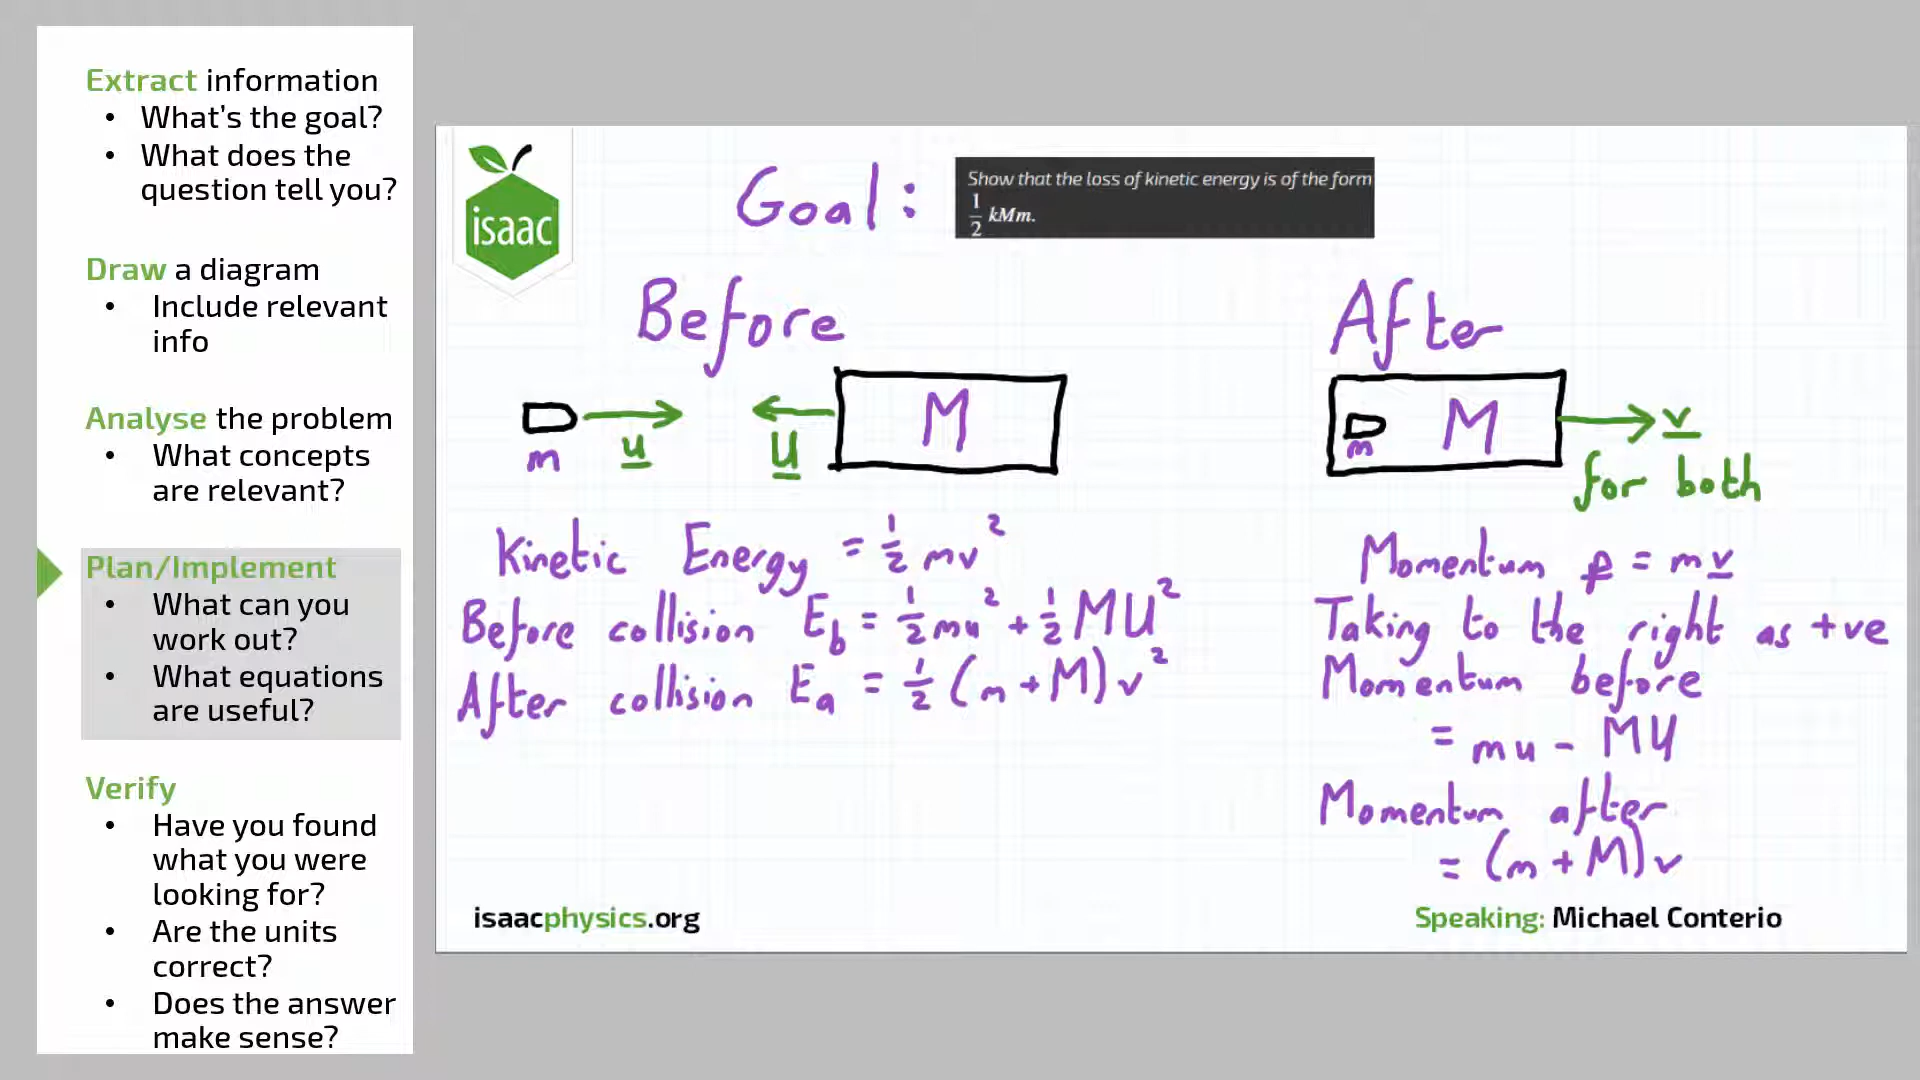 Extract information
• What's the goal?
• What does the
question tell you?
Draw a diagram
• Include relevant
info
Analyse the problem
• What concepts
are relevant?
Plan/Implement
• What can you
work out?
• What equations
are useful?
Verify
• Have you found
what you were
looking for?
• Are the units
correct?
• Does the answer
make sense?
isaac
Goal:
Show that the loss of kinetic energy is of the form
1/2 kMm.
Before
After
m u U M
m M v
for both
Kinetic Energy = 1/2 mv²
Before collision E_b = 1/2 mu² + 1/2 MU²
After collision E_a = 1/2 (m + M) v²
Momentum p = mv
Taking to the right as +ve
Momentum before
= mu - MU
Momentum after
= (m + M)v
isaacphysics.org
Speaking: Michael Conterio